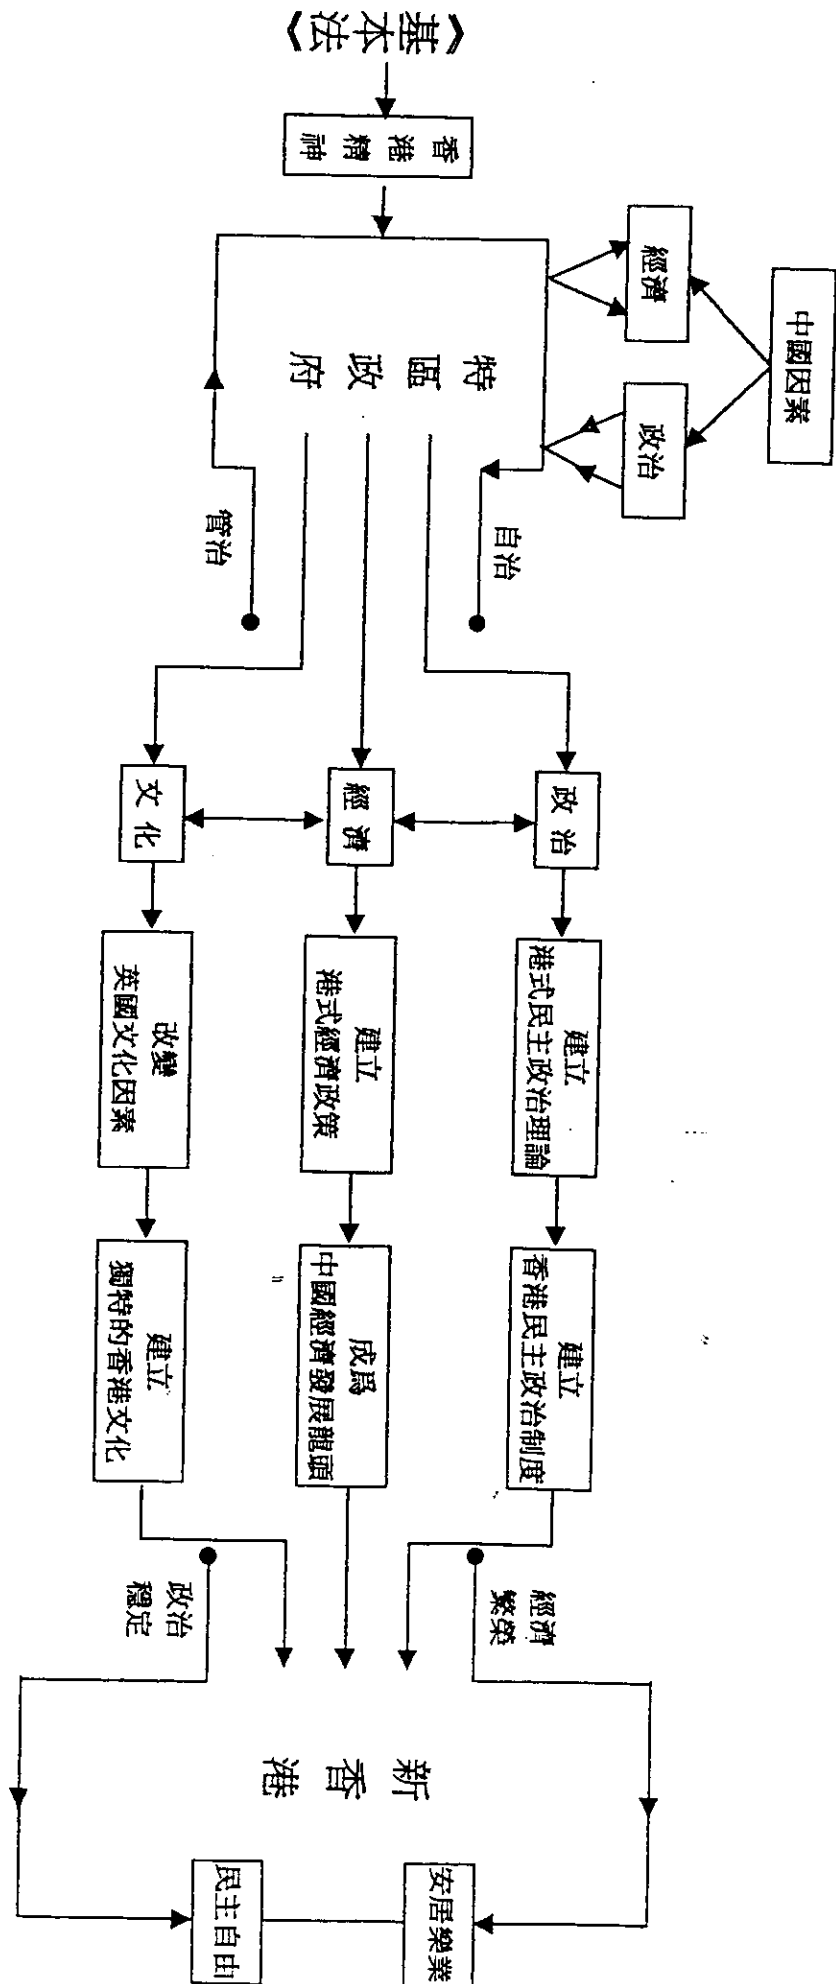 《基本法》
香港精神
中國因素
經濟
政治
特區政府
自治
管治
政治
經濟
文化
建立
港式民主政治理論
建立
港式經濟政策
改變
英國文化因素
建立
香港民主政治制度
成爲
中國經濟發展龍頭
建立
獨特的香港文化
經濟
繁榮
政治
穩定
新香港
安居樂業
民主自由